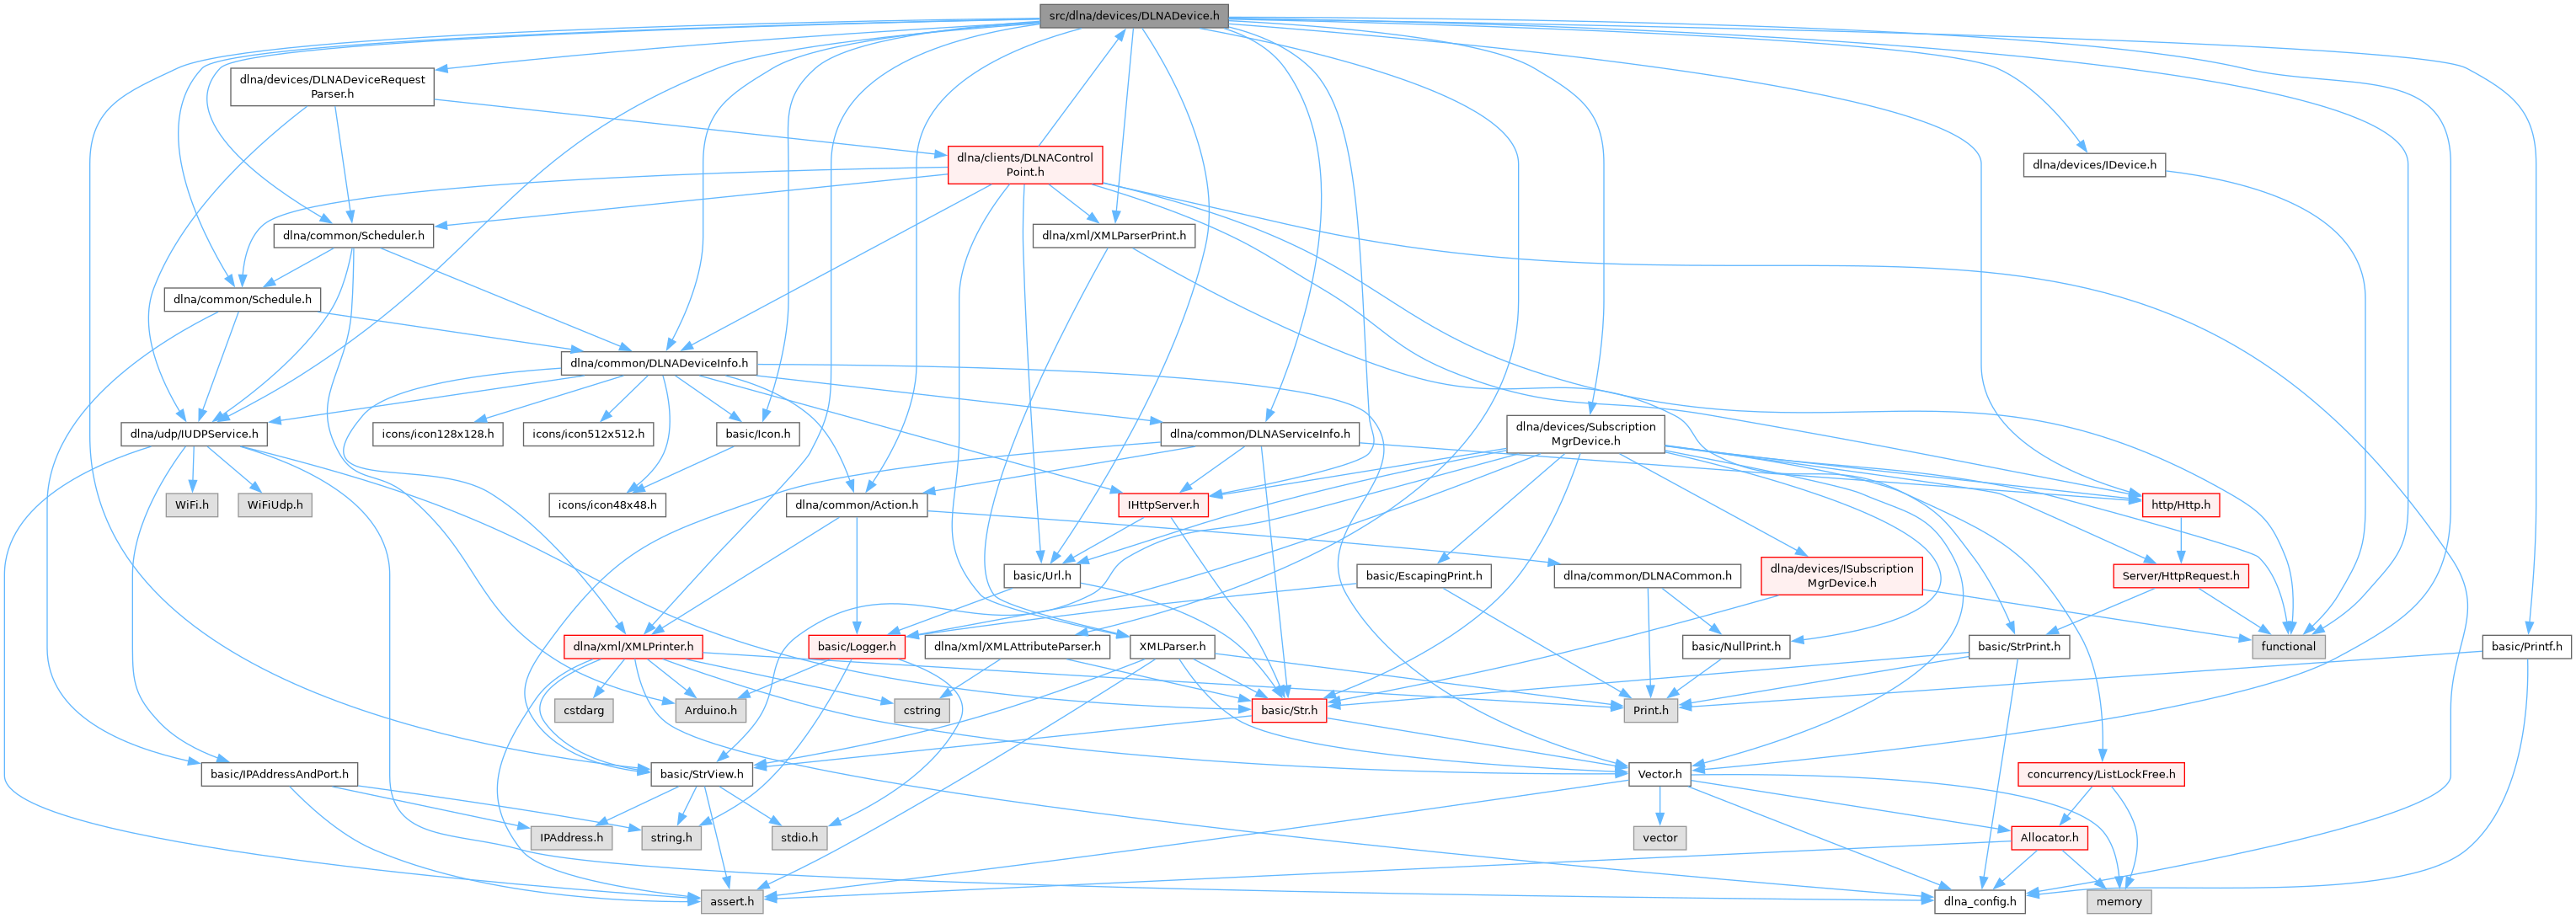 src/dlna/devices/DLNADevice.h
dlna/devices/DLNADeviceRequest
Parser.h
dlna/clients/DLNAControl
Point.h
dlna/devices/IDevice.h
dlna/common/Scheduler.h
dlna/xml/XMLParserPrint.h
dlna/common/Schedule.h
dlna/common/DLNADeviceInfo.h
dlna/udp/IUDPService.h
icons/icon128x128.h
icons/icon512x512.h
basic/Icon.h
dlna/common/DLNAServiceInfo.h
dlna/devices/Subscription
MgrDevice.h
WiFi.h
WiFiUdp.h
icons/icon48x48.h
dlna/common/Action.h
IHttpServer.h
http/Http.h
basic/Url.h
basic/EscapingPrint.h
dlna/common/DLNACommon.h
dlna/devices/ISubscription
MgrDevice.h
Server/HttpRequest.h
dlna/xml/XMLPrinter.h
basic/Logger.h
dlna/xml/XMLAttributeParser.h
XMLParser.h
basic/NullPrint.h
basic/StrPrint.h
functional
basic/Printf.h
cstdarg
Arduino.h
cstring
basic/Str.h
Print.h
basic/IPAddressAndPort.h
basic/StrView.h
Vector.h
concurrency/ListLockFree.h
IPAddress.h
string.h
stdio.h
vector
Allocator.h
assert.h
dlna_config.h
memory